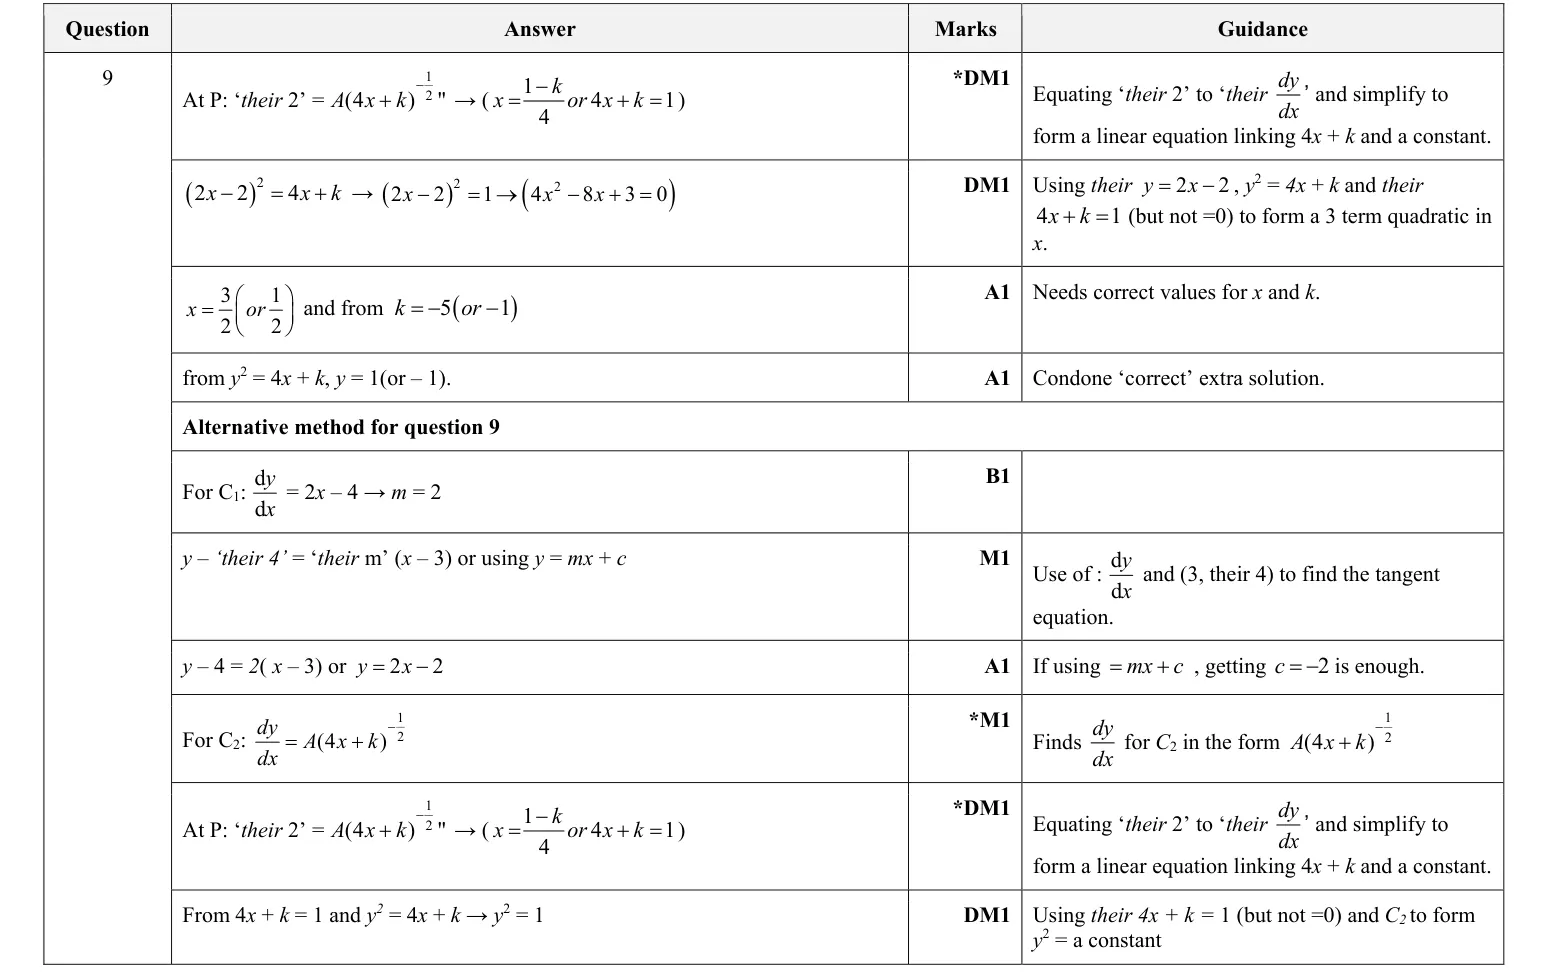 Question Answer Marks Guidance
9
At P: ‘their 2’ = A(4x + k)^(−1/2) " → ( x = (1 − k)/4 or 4x + k = 1 )
*DM1
Equating ‘their 2’ to ‘their dy/dx’ and simplify to
form a linear equation linking 4x + k and a constant.
(2x − 2)² = 4x + k → (2x − 2)² = 1 → (4x² − 8x + 3 = 0)
DM1
Using their y = 2x − 2 , y² = 4x + k and their
4x + k = 1 (but not =0) to form a 3 term quadratic in
x.
x = 3/2 (or 1/2) and from k = −5(or −1)
A1
Needs correct values for x and k.
from y² = 4x + k, y = 1(or – 1).
A1
Condone ‘correct’ extra solution.
Alternative method for question 9
For C₁: dy/dx = 2x – 4 → m = 2
B1
y – ‘their 4’ = ‘their m’ (x – 3) or using y = mx + c
M1
Use of : dy/dx and (3, their 4) to find the tangent
equation.
y – 4 = 2( x – 3) or y = 2x − 2
A1
If using = mx + c , getting c = −2 is enough.
For C₂: dy/dx = A(4x + k)^(−1/2)
*M1
Finds dy/dx for C₂ in the form A(4x + k)^(−1/2)
At P: ‘their 2’ = A(4x + k)^(−1/2) " → ( x = (1 − k)/4 or 4x + k = 1 )
*DM1
Equating ‘their 2’ to ‘their dy/dx’ and simplify to
form a linear equation linking 4x + k and a constant.
From 4x + k = 1 and y² = 4x + k → y² = 1
DM1
Using their 4x + k = 1 (but not =0) and C₂ to form
y² = a constant